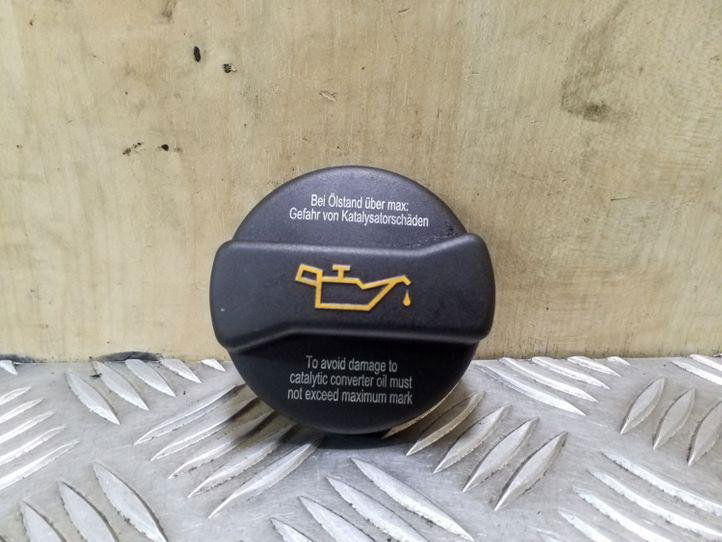 Bei Ölstand über max:
Gefahr von Katalysatorschäden
To avoid damage to
catalytic converter oil must
not exceed maximum mark